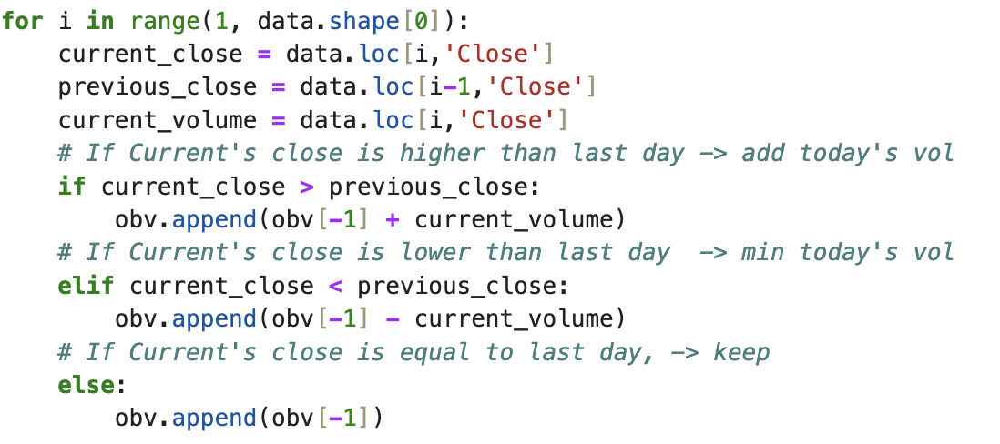 for i in range(1, data.shape[0]):
    current_close = data.loc[i,'Close']
    previous_close = data.loc[i-1,'Close']
    current_volume = data.loc[i,'Close']
    # If Current's close is higher than last day -> add today's vol
    if current_close > previous_close:
        obv.append(obv[-1] + current_volume)
    # If Current's close is lower than last day  -> min today's vol
    elif current_close < previous_close:
        obv.append(obv[-1] - current_volume)
    # If Current's close is equal to last day, -> keep
    else:
        obv.append(obv[-1])